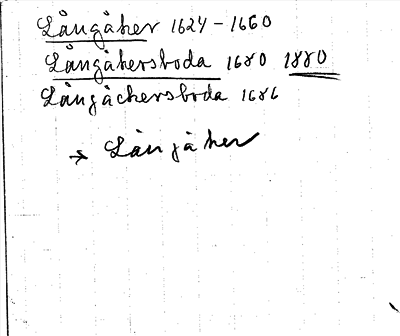 Långåker 1624-1660
Långåkersboda 1680 1880
Långåckersboda 1686
→ Långåker